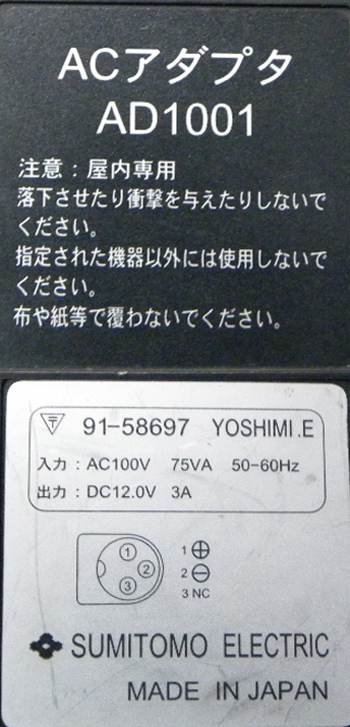 ACアダプタ
AD1001
注意：屋内専用
落下させたり衝撃を与えたりしないで
ください。
指定された機器以外には使用しないで
ください。
布や紙等で覆わないでください。
〒 91-58697 YOSHIMI.E
入力：AC100V 75VA 50-60Hz
出力：DC12.0V 3A
1 ⊕
2 ⊖
3 NC
1
2
3
SUMITOMO ELECTRIC
MADE IN JAPAN